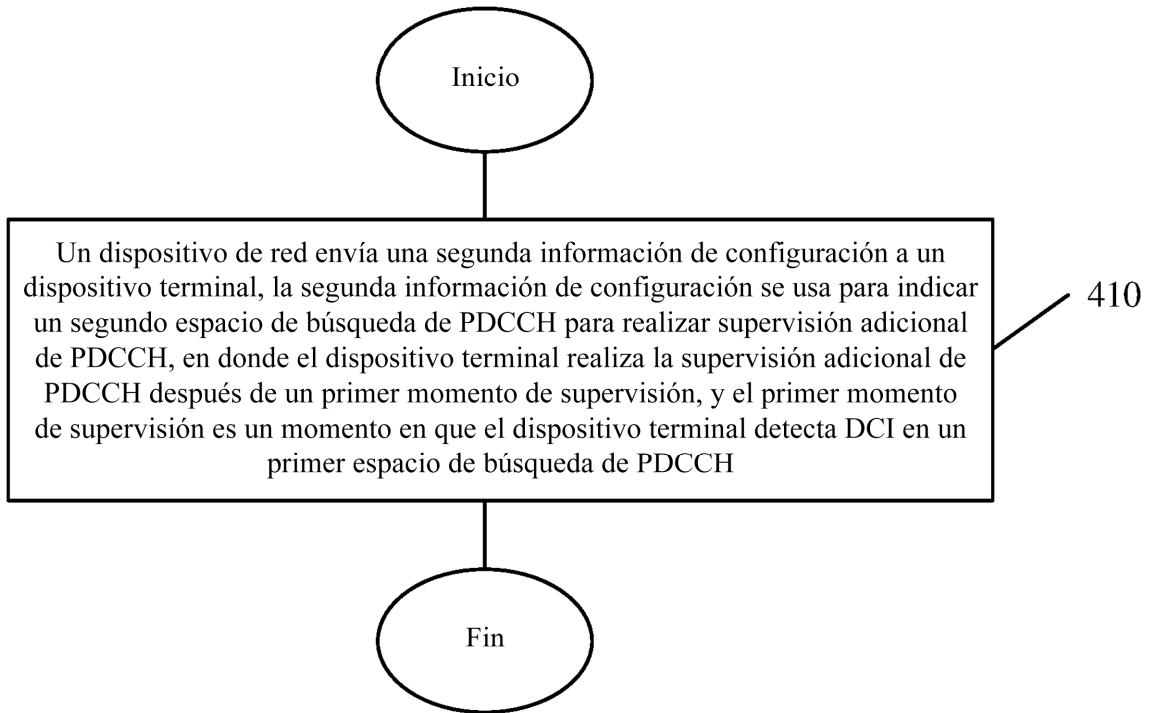 Inicio
Un dispositivo de red envía una segunda información de configuración a un
dispositivo terminal, la segunda información de configuración se usa para indicar
un segundo espacio de búsqueda de PDCCH para realizar supervisión adicional
de PDCCH, en donde el dispositivo terminal realiza la supervisión adicional de
PDCCH después de un primer momento de supervisión, y el primer momento
de supervisión es un momento en que el dispositivo terminal detecta DCI en un
primer espacio de búsqueda de PDCCH
410
Fin